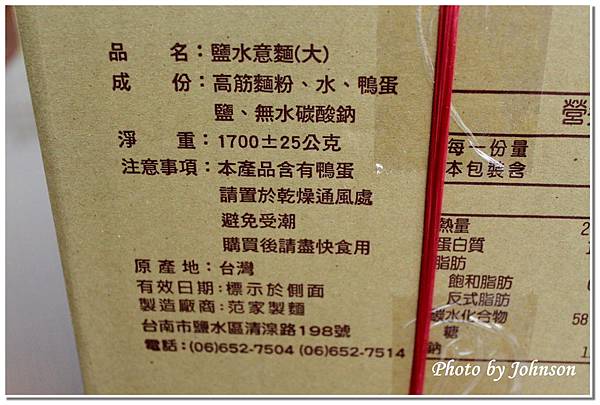 品　　名：鹽水意麵(大)
成　　份：高筋麵粉、水、鴨蛋
鹽、無水碳酸鈉
淨　　重：1700±25公克
注意事項：本產品含有鴨蛋
請置於乾燥通風處
避免受潮
購買後請盡快食用
原 產 地：台灣
有效日期:標示於側面
製造廠商:范家製麵
台南市鹽水區清湶路198號
電話:(06)652-7504 (06)652-7514
營
每一份量
本包裝含
熱量 2
蛋白質
脂肪
飽和脂肪
反式脂肪
碳水化合物 58
糖
鈉 1
Photo by Johnson